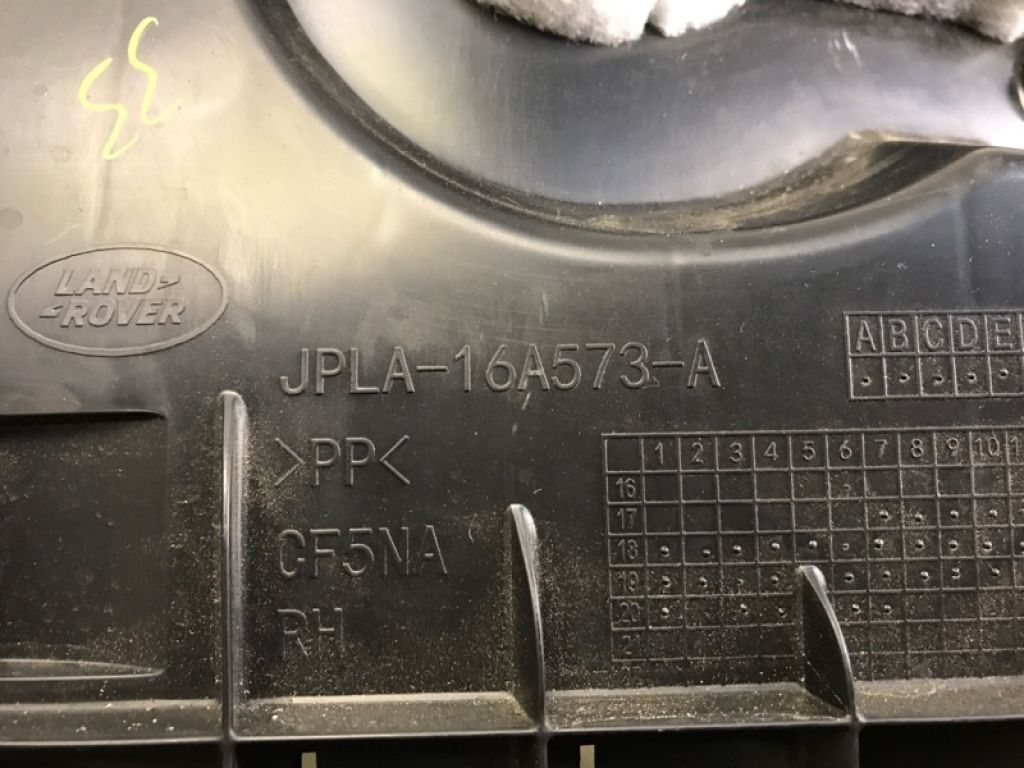 LAND
ROVER
JPLA-16A573-A
A B C D E
>PP<
1 2 3 4 5 6 7 8 9 10
16
17
18
19
20
CF5NA
RH